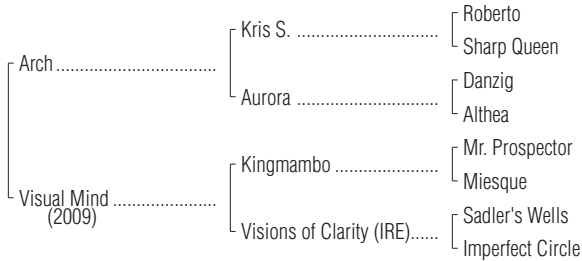 Roberto
Kris S. ..................................
Sharp Queen
Arch......................................
Danzig
Aurora ..................................
Althea
Mr. Prospector
Kingmambo .........................
Miesque
Visual Mind .........................
(2009)
Sadler's Wells
Visions of Clarity (IRE)......
Imperfect Circle